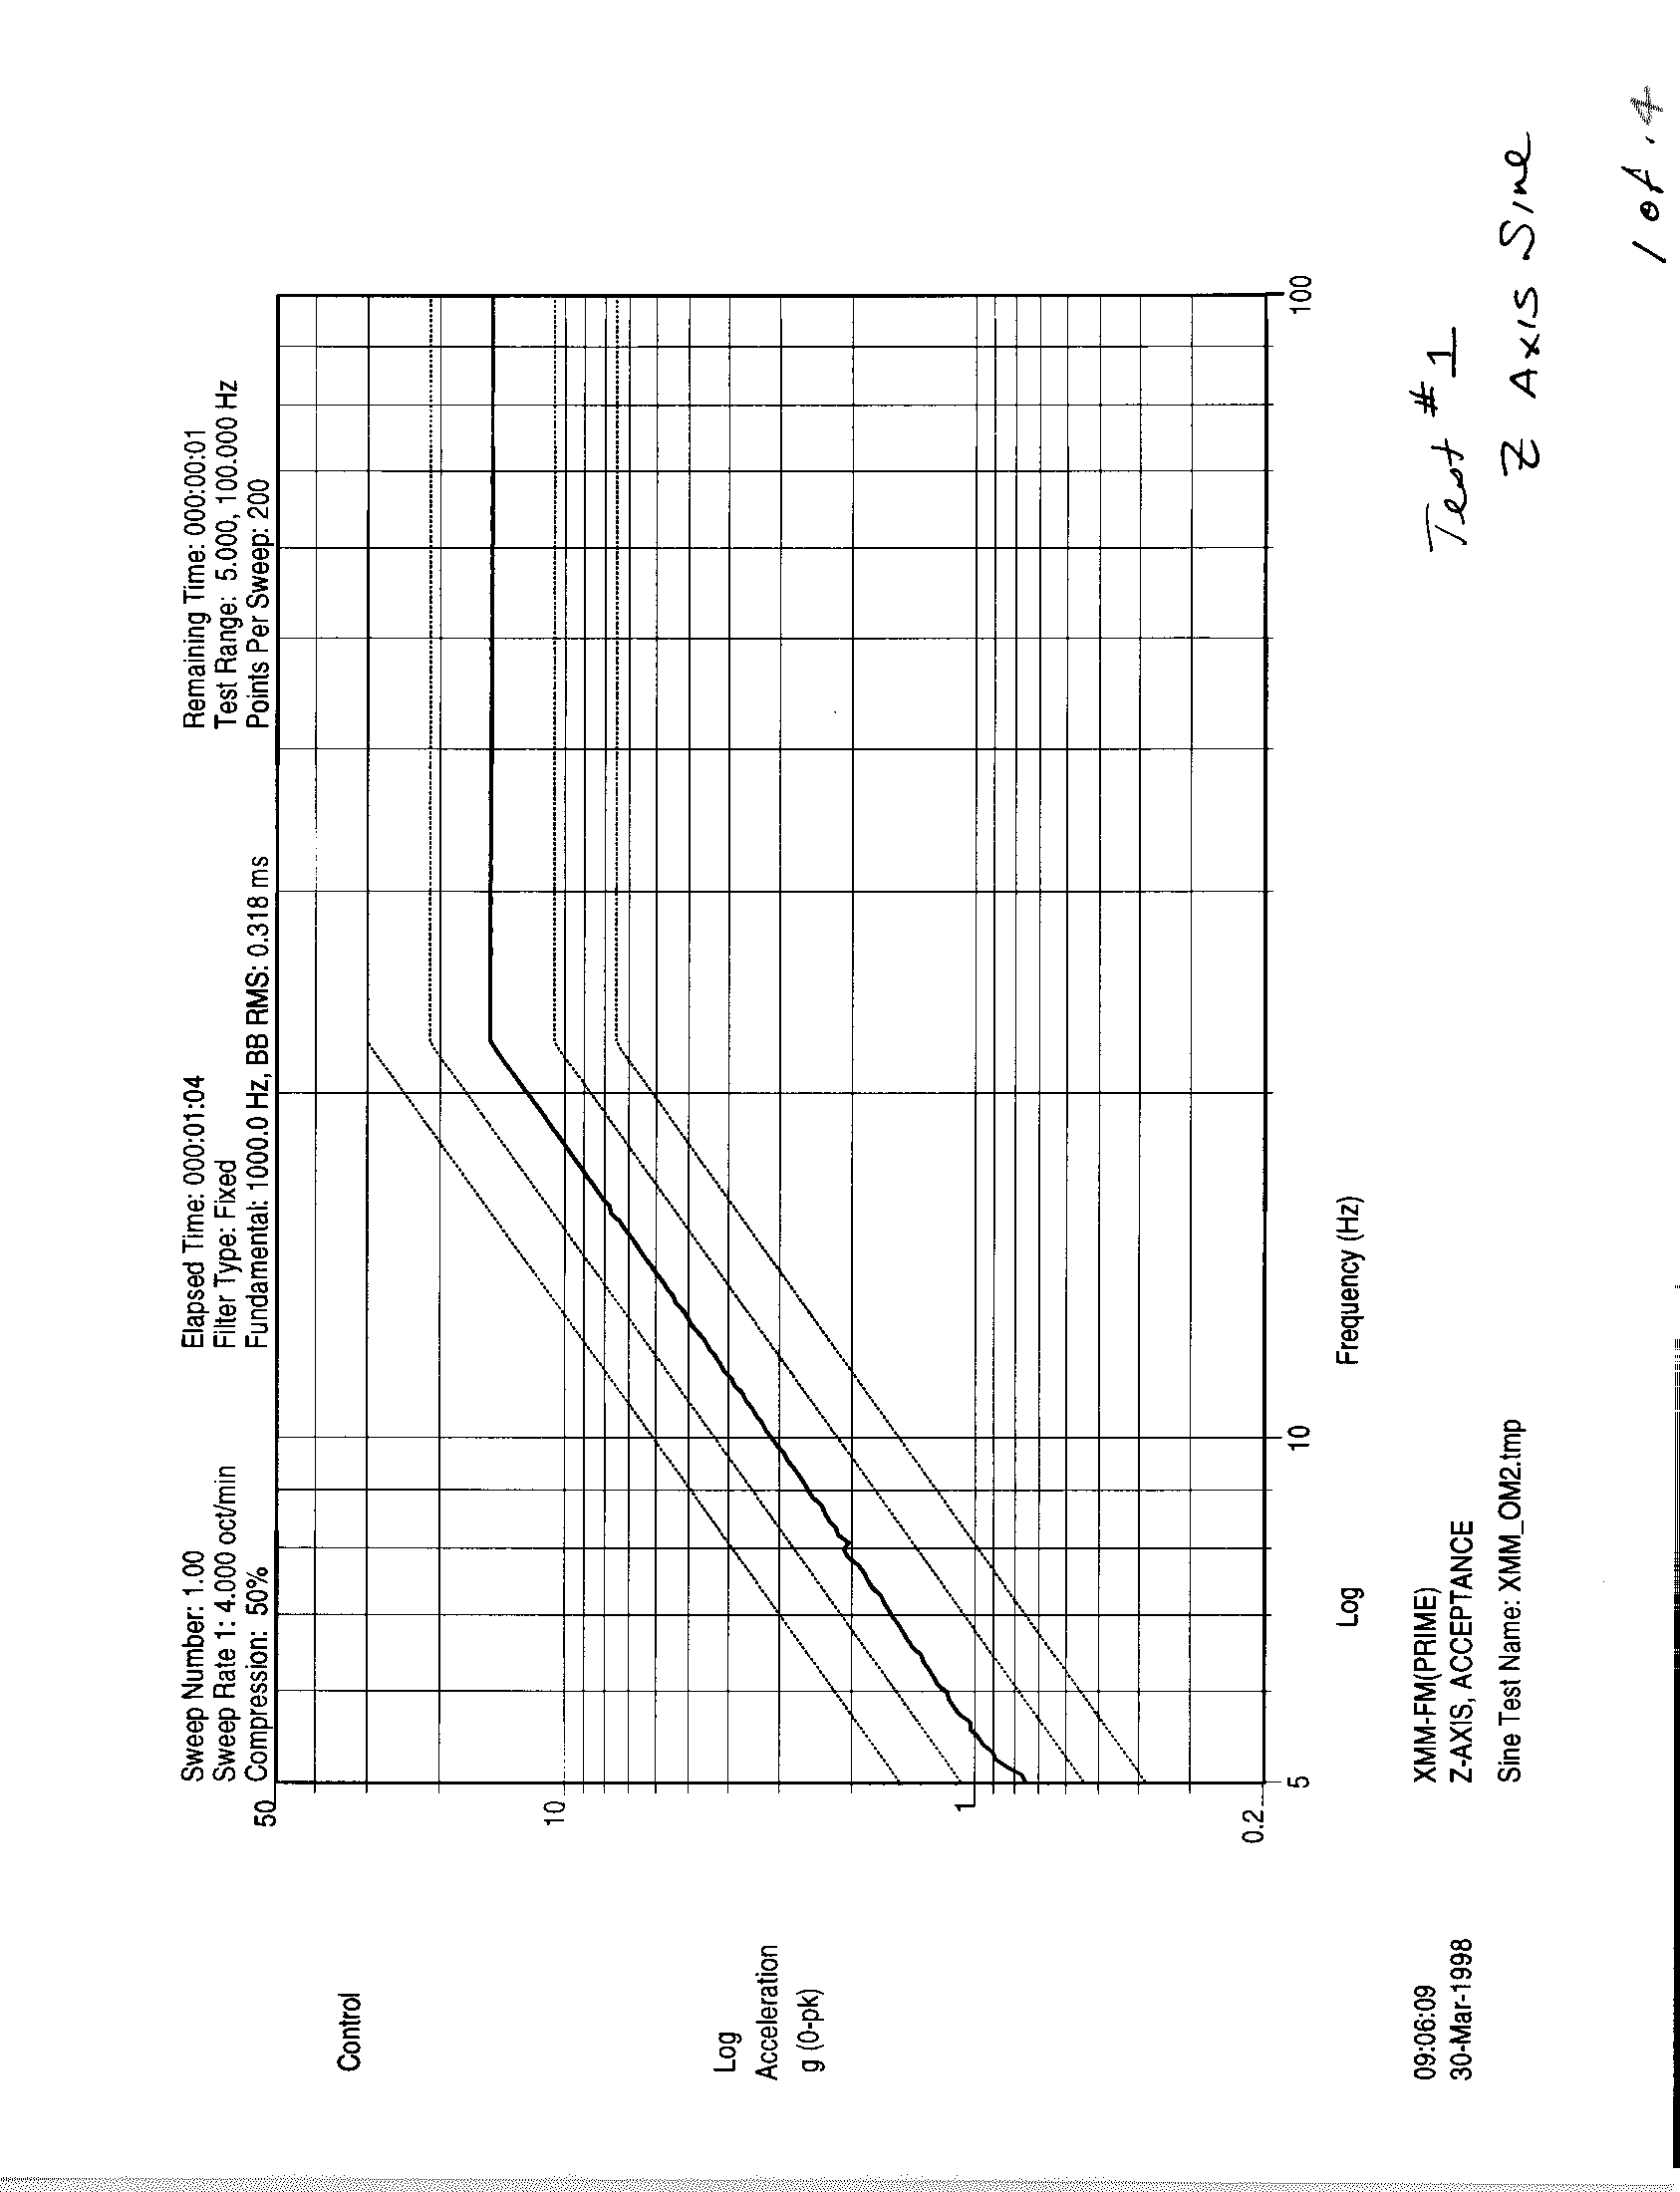 Sweep Number: 1.00
Sweep Rate 1: 4.000 oct/min
Compression: 50%
Elapsed Time: 000:01:04
Filter Type: Fixed
Fundamental: 1000.0 Hz, BB RMS: 0.318 ms
Remaining Time: 000:00:01
Test Range: 5.000, 100.000 Hz
Points Per Sweep: 200
Control
50
10
Log
Acceleration
g (0-pk)
1
0.2
5
10
100
Log
Frequency (Hz)
09:06:09
30-Mar-1998
XMM-FM(PRIME)
Z-AXIS, ACCEPTANCE
Sine Test Name: XMM_OM2.tmp
Test # 1
Z AXIS Sine
1 of 4